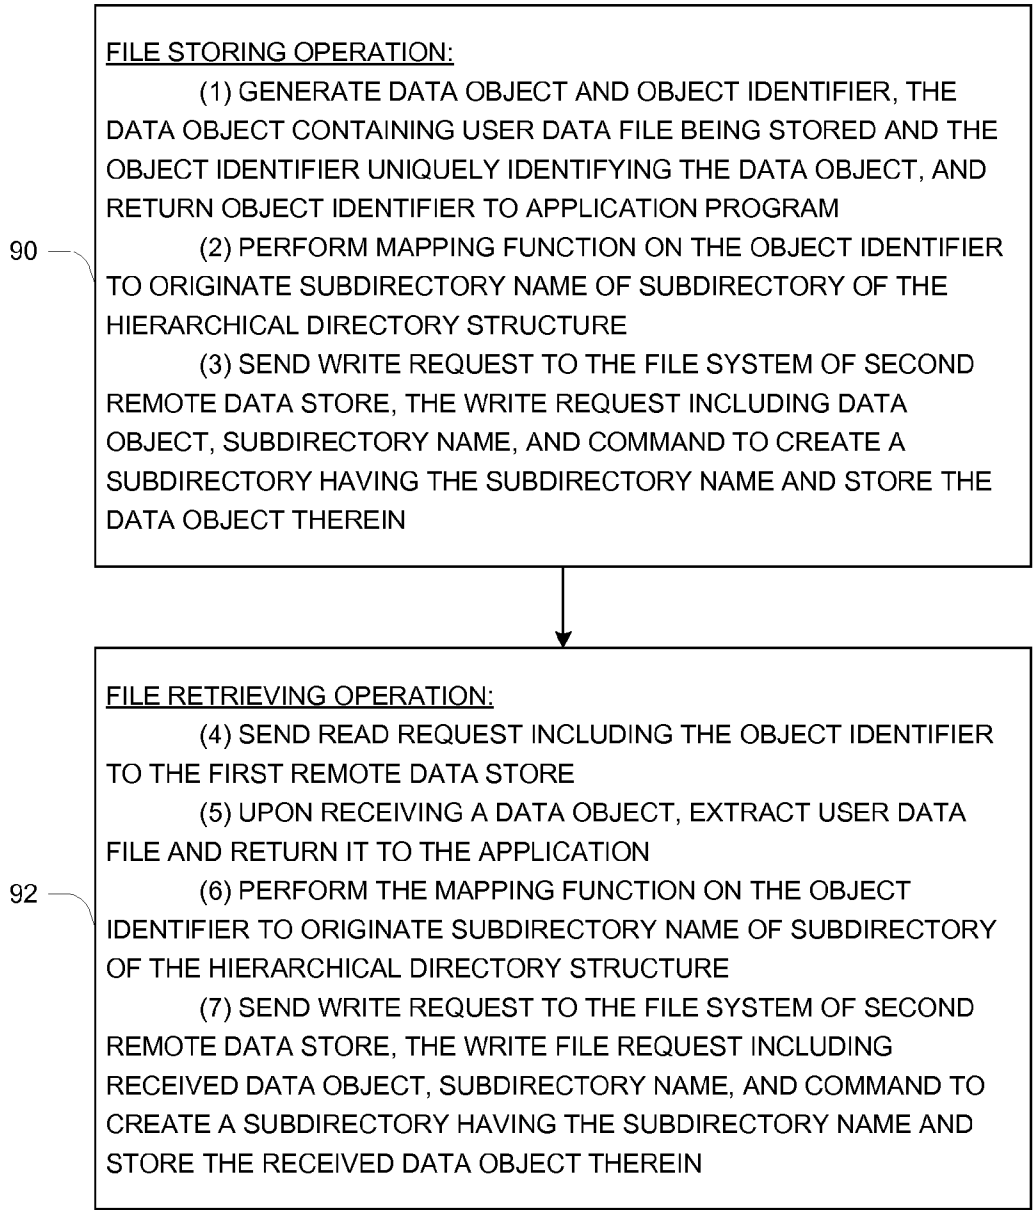 FILE STORING OPERATION:
(1) GENERATE DATA OBJECT AND OBJECT IDENTIFIER, THE
DATA OBJECT CONTAINING USER DATA FILE BEING STORED AND THE
OBJECT IDENTIFIER UNIQUELY IDENTIFYING THE DATA OBJECT, AND
RETURN OBJECT IDENTIFIER TO APPLICATION PROGRAM
90
(2) PERFORM MAPPING FUNCTION ON THE OBJECT IDENTIFIER
TO ORIGINATE SUBDIRECTORY NAME OF SUBDIRECTORY OF THE
HIERARCHICAL DIRECTORY STRUCTURE
(3) SEND WRITE REQUEST TO THE FILE SYSTEM OF SECOND
REMOTE DATA STORE, THE WRITE REQUEST INCLUDING DATA
OBJECT, SUBDIRECTORY NAME, AND COMMAND TO CREATE A
SUBDIRECTORY HAVING THE SUBDIRECTORY NAME AND STORE THE
DATA OBJECT THEREIN
FILE RETRIEVING OPERATION:
(4) SEND READ REQUEST INCLUDING THE OBJECT IDENTIFIER
TO THE FIRST REMOTE DATA STORE
(5) UPON RECEIVING A DATA OBJECT, EXTRACT USER DATA
FILE AND RETURN IT TO THE APPLICATION
92
(6) PERFORM THE MAPPING FUNCTION ON THE OBJECT
IDENTIFIER TO ORIGINATE SUBDIRECTORY NAME OF SUBDIRECTORY
OF THE HIERARCHICAL DIRECTORY STRUCTURE
(7) SEND WRITE REQUEST TO THE FILE SYSTEM OF SECOND
REMOTE DATA STORE, THE WRITE FILE REQUEST INCLUDING
RECEIVED DATA OBJECT, SUBDIRECTORY NAME, AND COMMAND TO
CREATE A SUBDIRECTORY HAVING THE SUBDIRECTORY NAME AND
STORE THE RECEIVED DATA OBJECT THEREIN